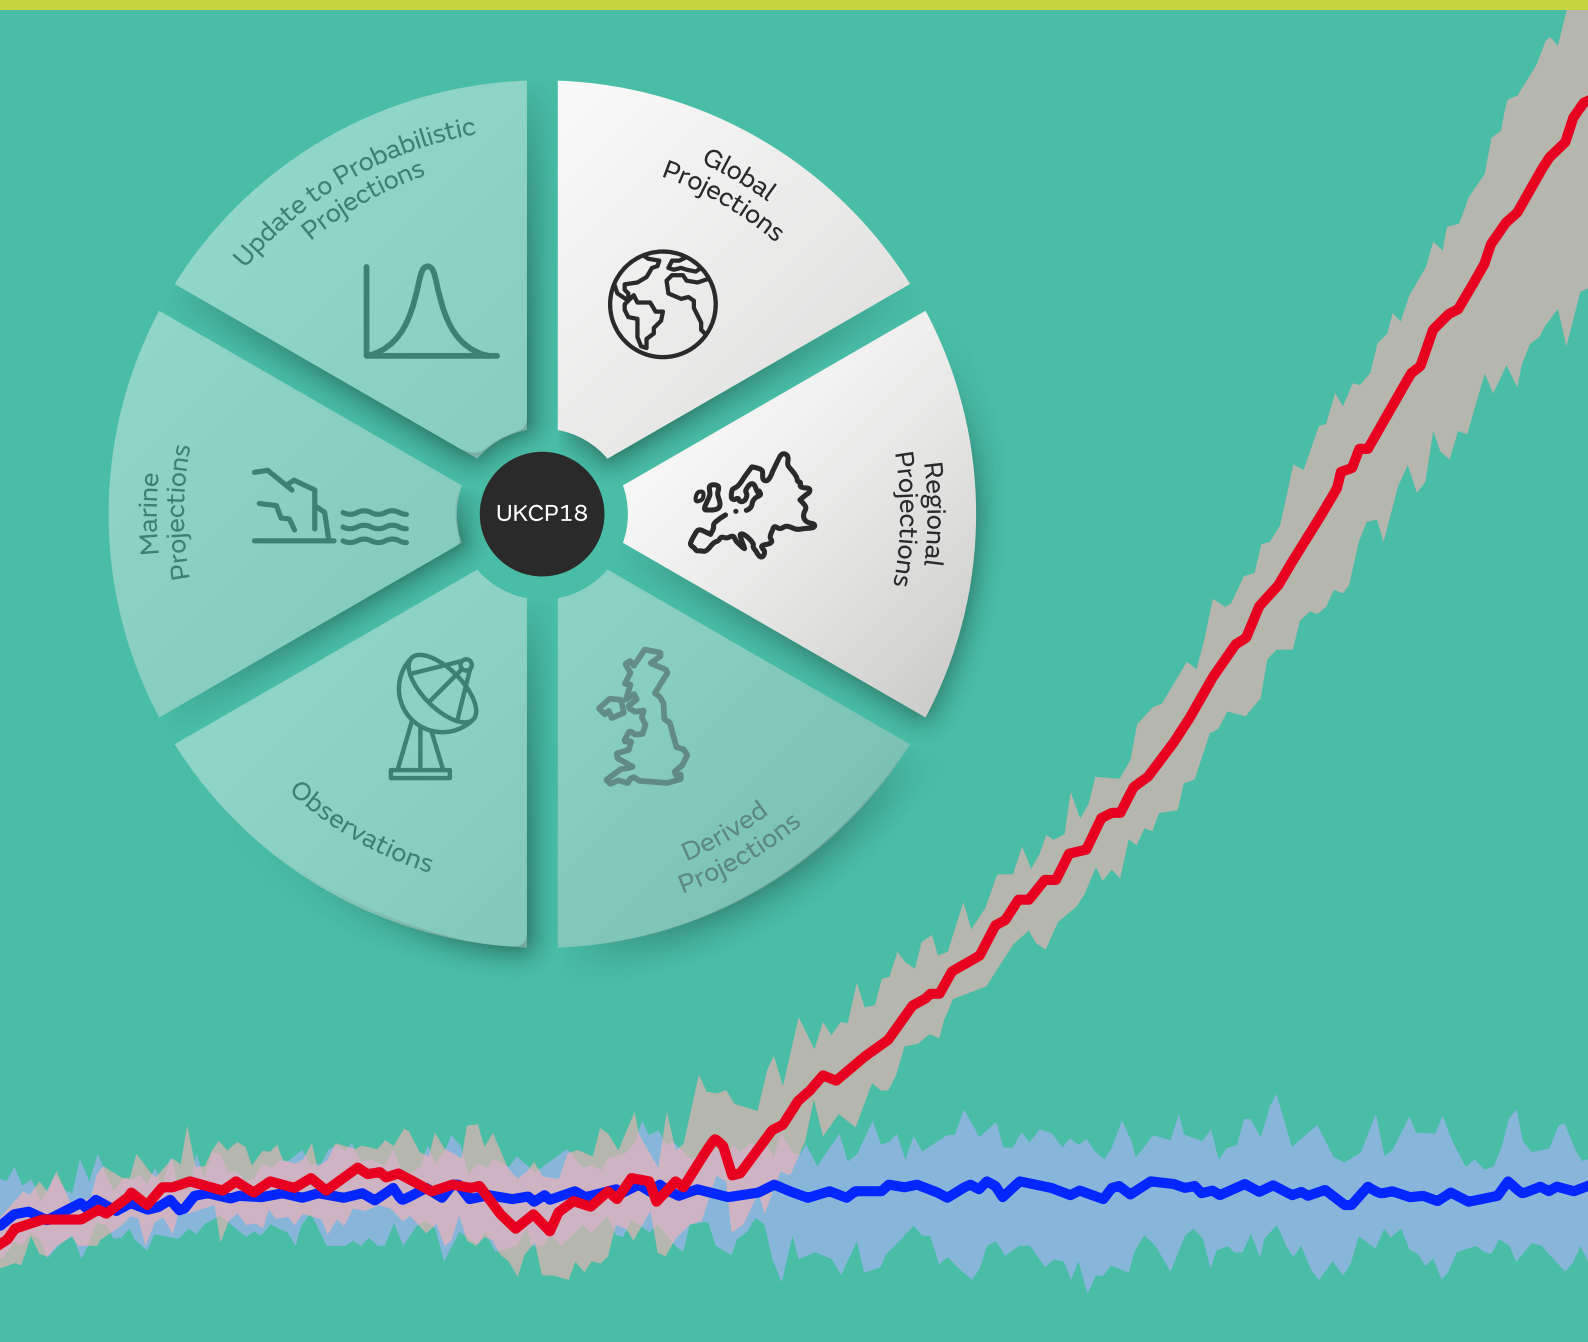 Update to Probabilistic
Projections
Global
Projections
Marine
Projections
UKCP18
Regional
Projections
Observations
Derived
Projections